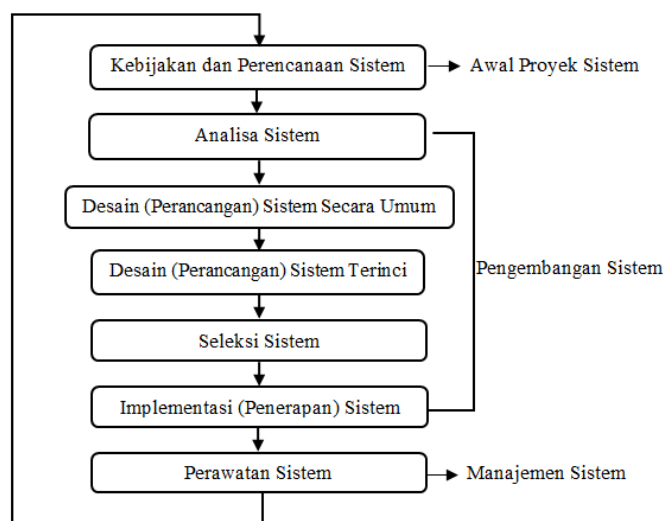 Kebijakan dan Perencanaan Sistem
Awal Proyek Sistem
Analisa Sistem
Desain (Perancangan) Sistem Secara Umum
Desain (Perancangan) Sistem Terinci
Pengembangan Sistem
Seleksi Sistem
Implementasi (Penerapan) Sistem
Perawatan Sistem
Manajemen Sistem